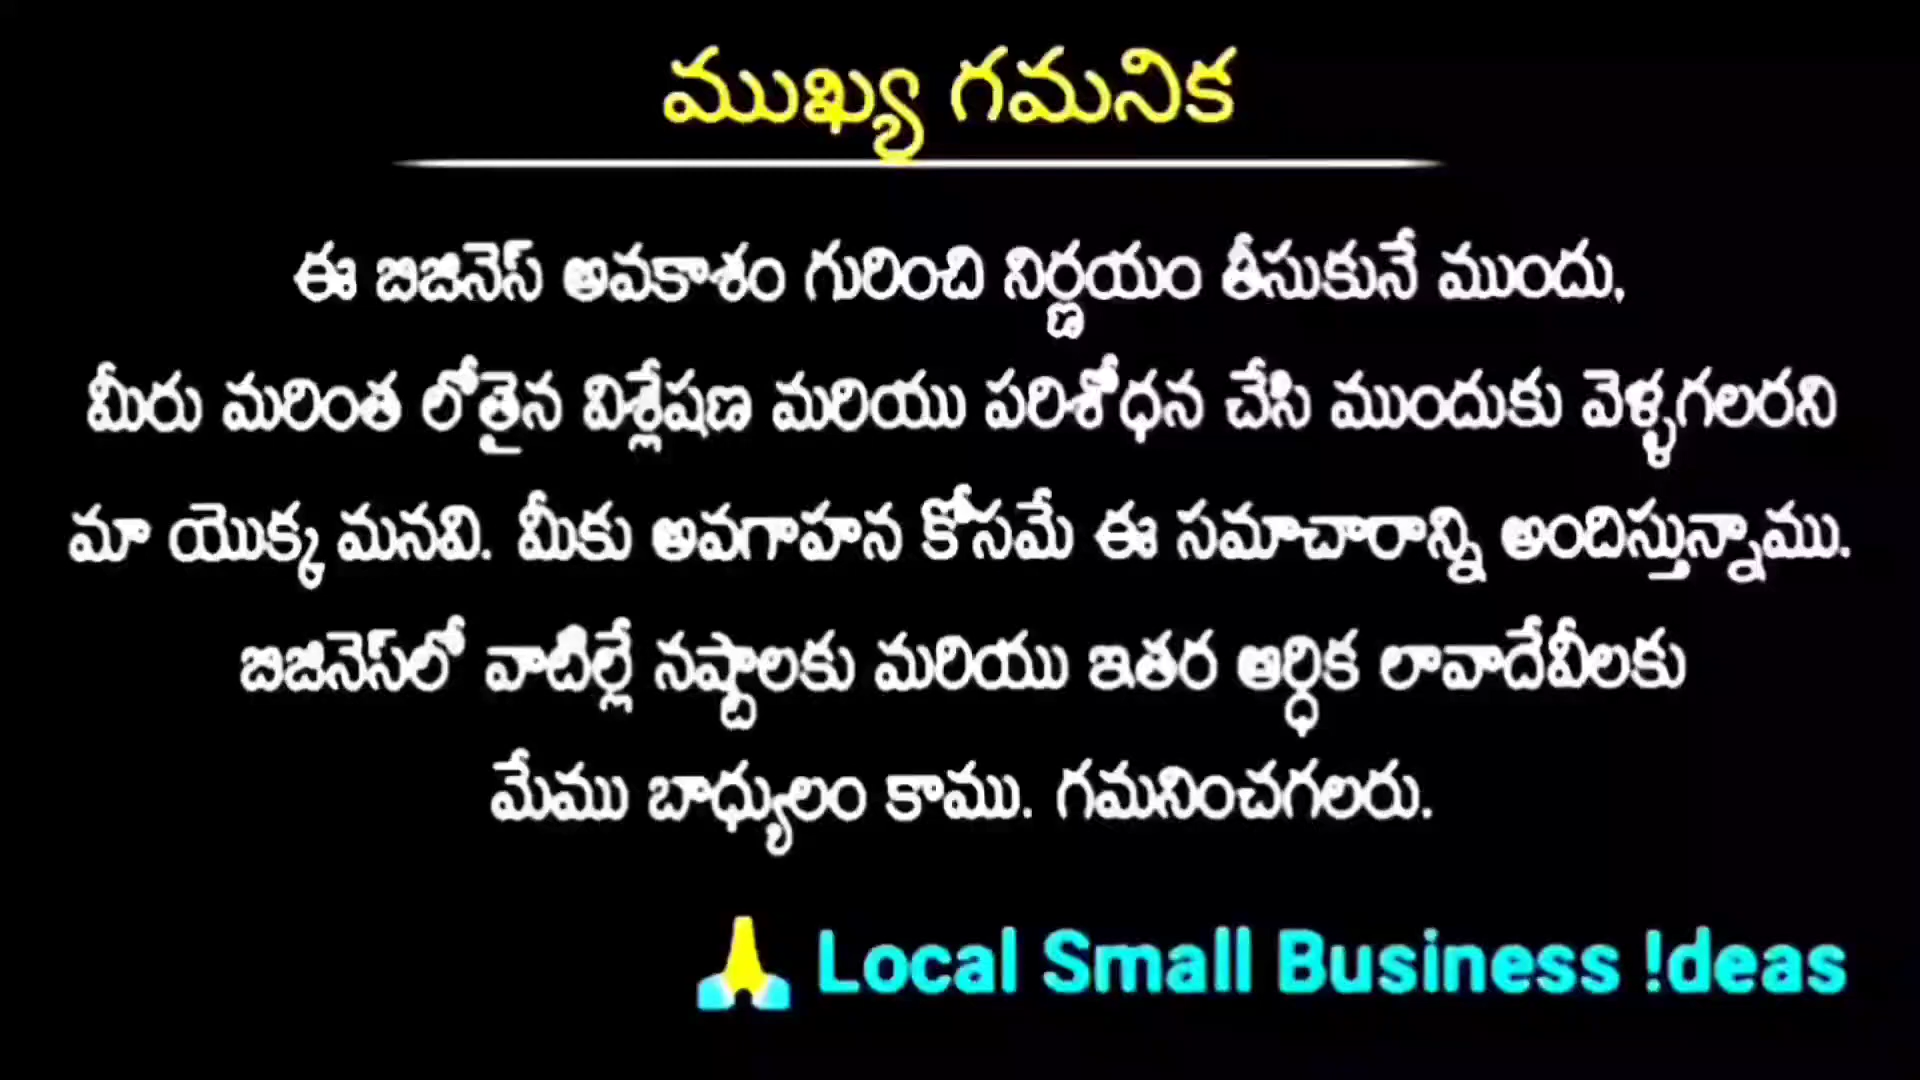 ముఖ్య గమనిక
ఈ బిజినెస్ అవకాశం గురించి నిర్ణయం తీసుకునే ముందు,
మీరు మరింత లోతైన విశ్లేషణ మరియు పరిశోధన చేసి ముందుకు వెళ్ళగలరని
మా యొక్క మనవి. మీకు అవగాహన కోసమే ఈ సమాచారాన్ని అందిస్తున్నాము.
బిజినెస్‌లో వాటిల్లే నష్టాలకు మరియు ఇతర ఆర్ధిక లావాదేవీలకు
మేము బాధ్యులం కాము. గమనించగలరు.
🙏 Local Small Business !deas